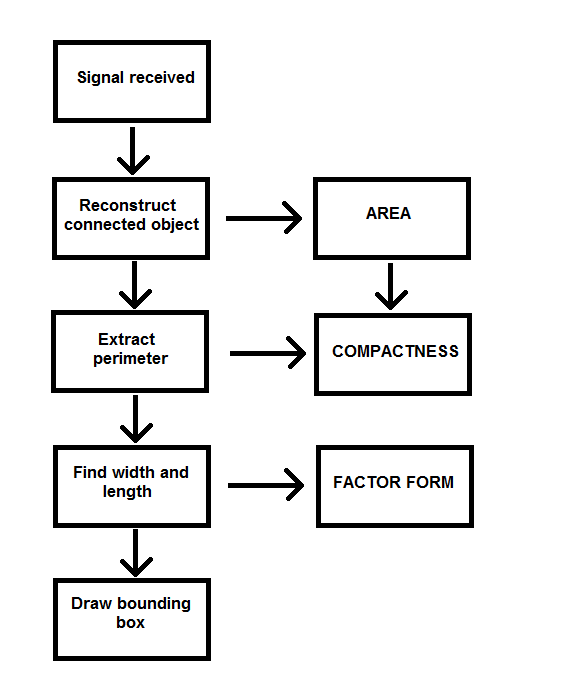 Signal received
Reconstruct
connected object
AREA
Extract
perimeter
COMPACTNESS
Find width and
length
FACTOR FORM
Draw bounding
box